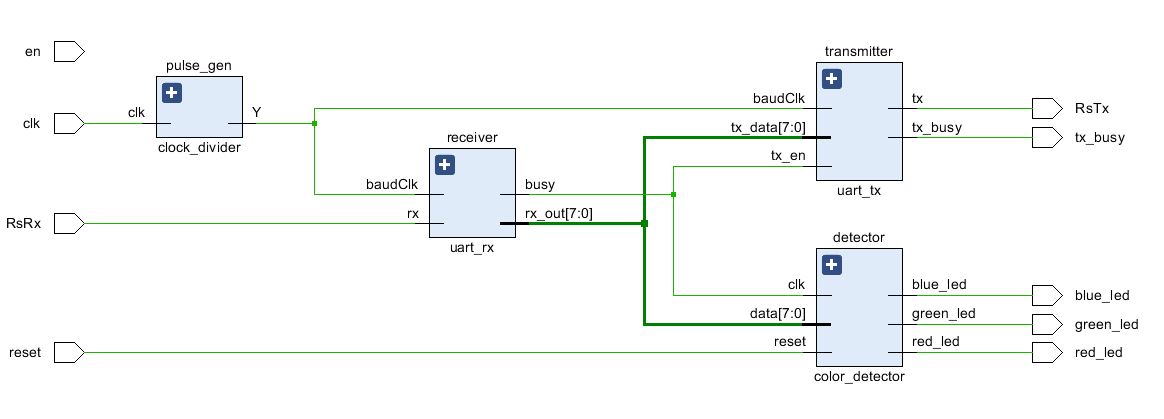 en
pulse_gen
clk
clk
Y
clock_divider
RsRx
receiver
baudClk
busy
rx
rx_out[7:0]
uart_rx
transmitter
baudClk
tx
RsTx
tx_data[7:0]
tx_busy
tx_busy
tx_en
uart_tx
detector
clk
blue_led
blue_led
data[7:0]
green_led
green_led
reset
reset
red_led
red_led
color_detector